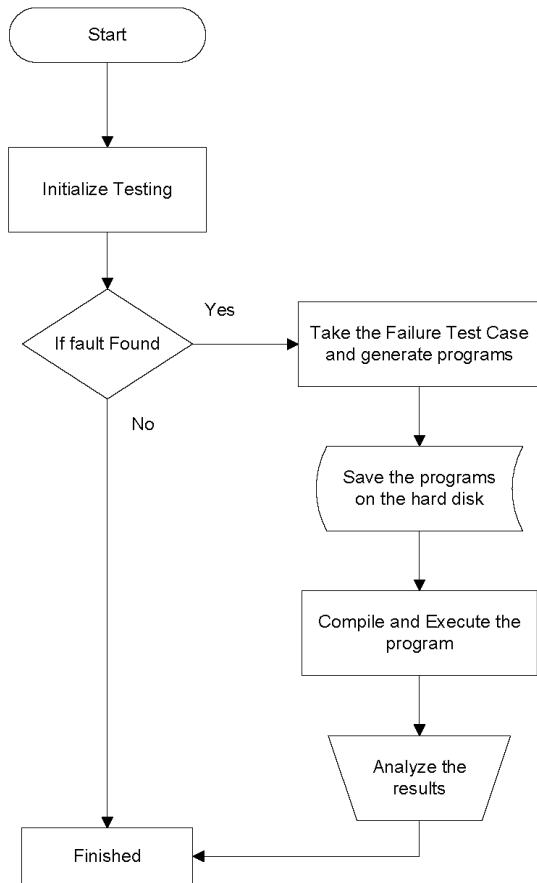 Start
Initialize Testing
If fault Found
Yes
No
Take the Failure Test Case
and generate programs
Save the programs
on the hard disk
Compile and Execute the
program
Analyze the
results
Finished